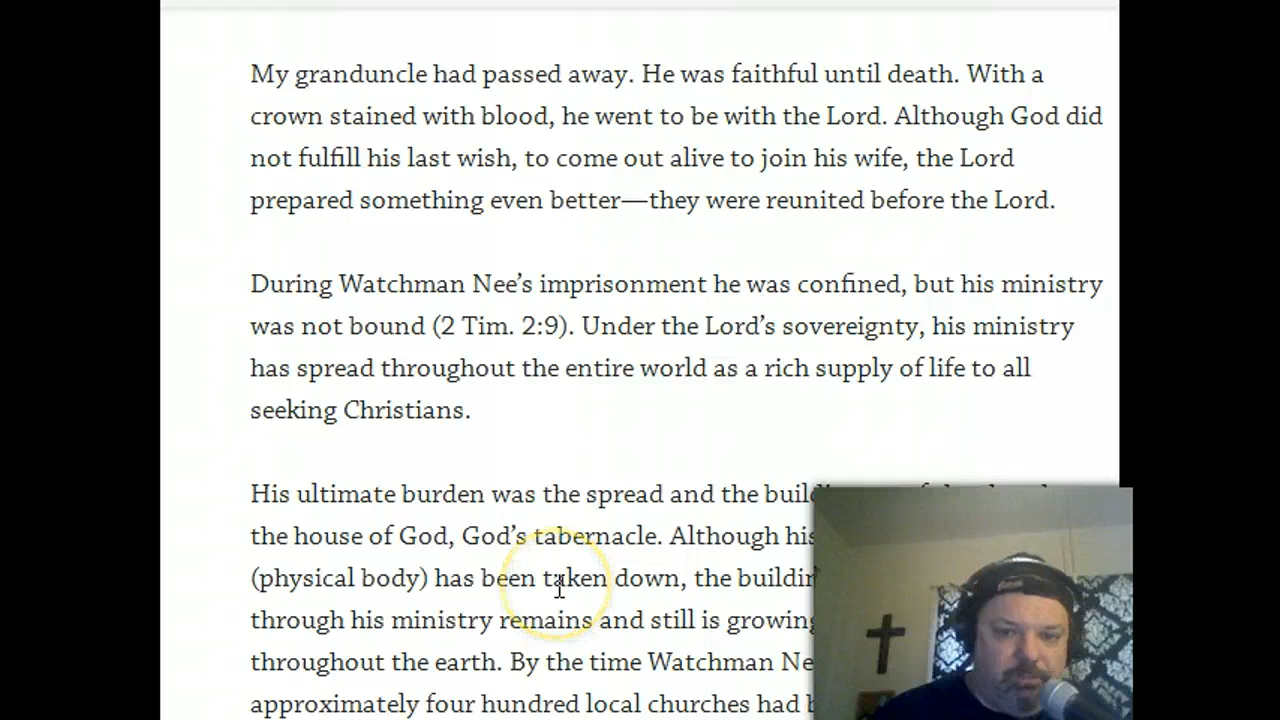 My granduncle had passed away. He was faithful until death. With a
crown stained with blood, he went to be with the Lord. Although God did
not fulfill his last wish, to come out alive to join his wife, the Lord
prepared something even better—they were reunited before the Lord.
During Watchman Nee’s imprisonment he was confined, but his ministry
was not bound (2 Tim. 2:9). Under the Lord’s sovereignty, his ministry
has spread throughout the entire world as a rich supply of life to all
seeking Christians.
His ultimate burden was the spread and the
the house of God, God’s tabernacle. Although his
(physical body) has been taken down, the
through his ministry remains and still is growing
throughout the earth. By the time Watchman
approximately four hundred local churches had